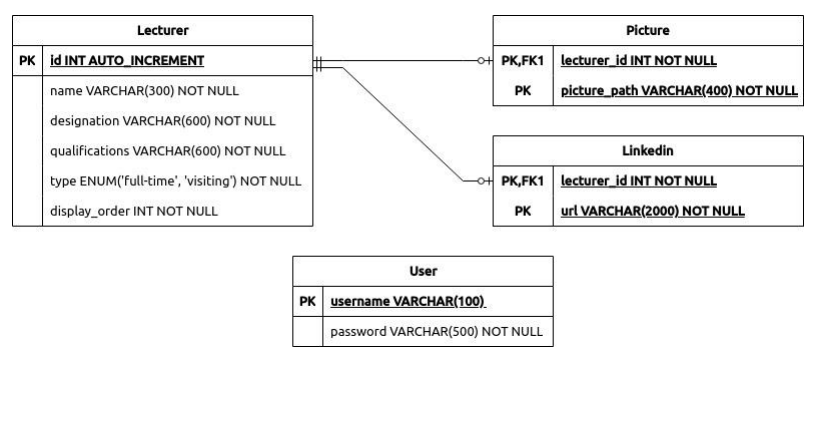 Lecturer
PK id INT AUTO_INCREMENT
name VARCHAR(300) NOT NULL
designation VARCHAR(600) NOT NULL
qualifications VARCHAR(600) NOT NULL
type ENUM('full-time', 'visiting') NOT NULL
display_order INT NOT NULL
Picture
PK,FK1 lecturer_id INT NOT NULL
PK picture_path VARCHAR(400) NOT NULL
Linkedin
PK,FK1 lecturer_id INT NOT NULL
PK url VARCHAR(2000) NOT NULL
User
PK username VARCHAR(100)
password VARCHAR(500) NOT NULL